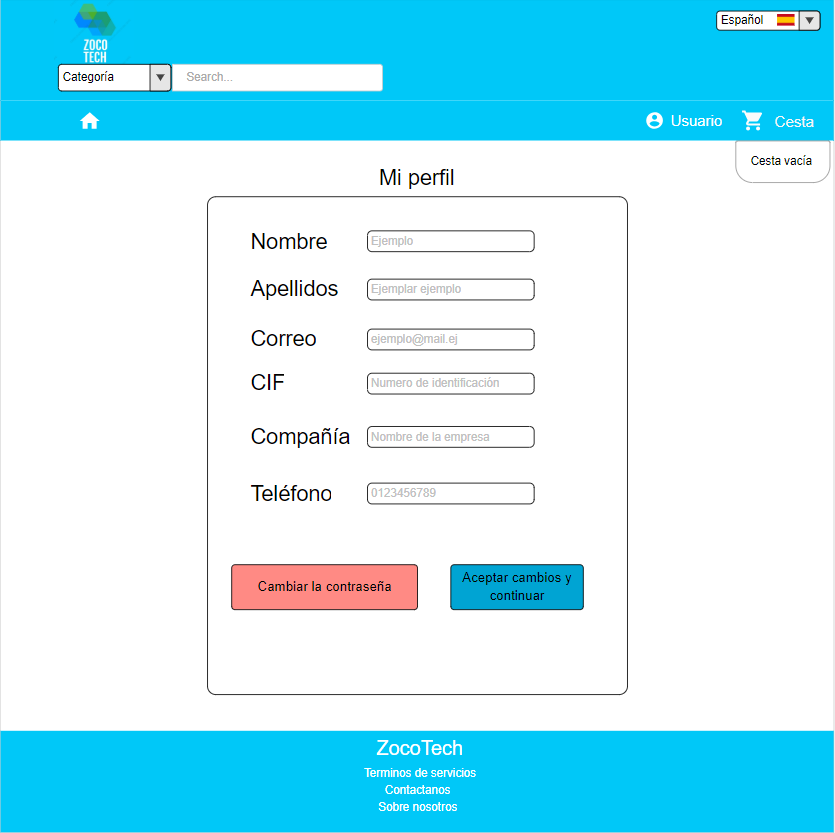 ZOCO
TECH
Español
Categoría
Search...
Usuario
Cesta
Cesta vacía
Mi perfil
Nombre
Ejemplo
Apellidos
Ejemplar ejemplo
Correo
ejemplo@mail.ej
CIF
Numero de identificación
Compañía
Nombre de la empresa
Teléfono
0123456789
Cambiar la contraseña
Aceptar cambios y
continuar
ZocoTech
Terminos de servicios
Contactanos
Sobre nosotros